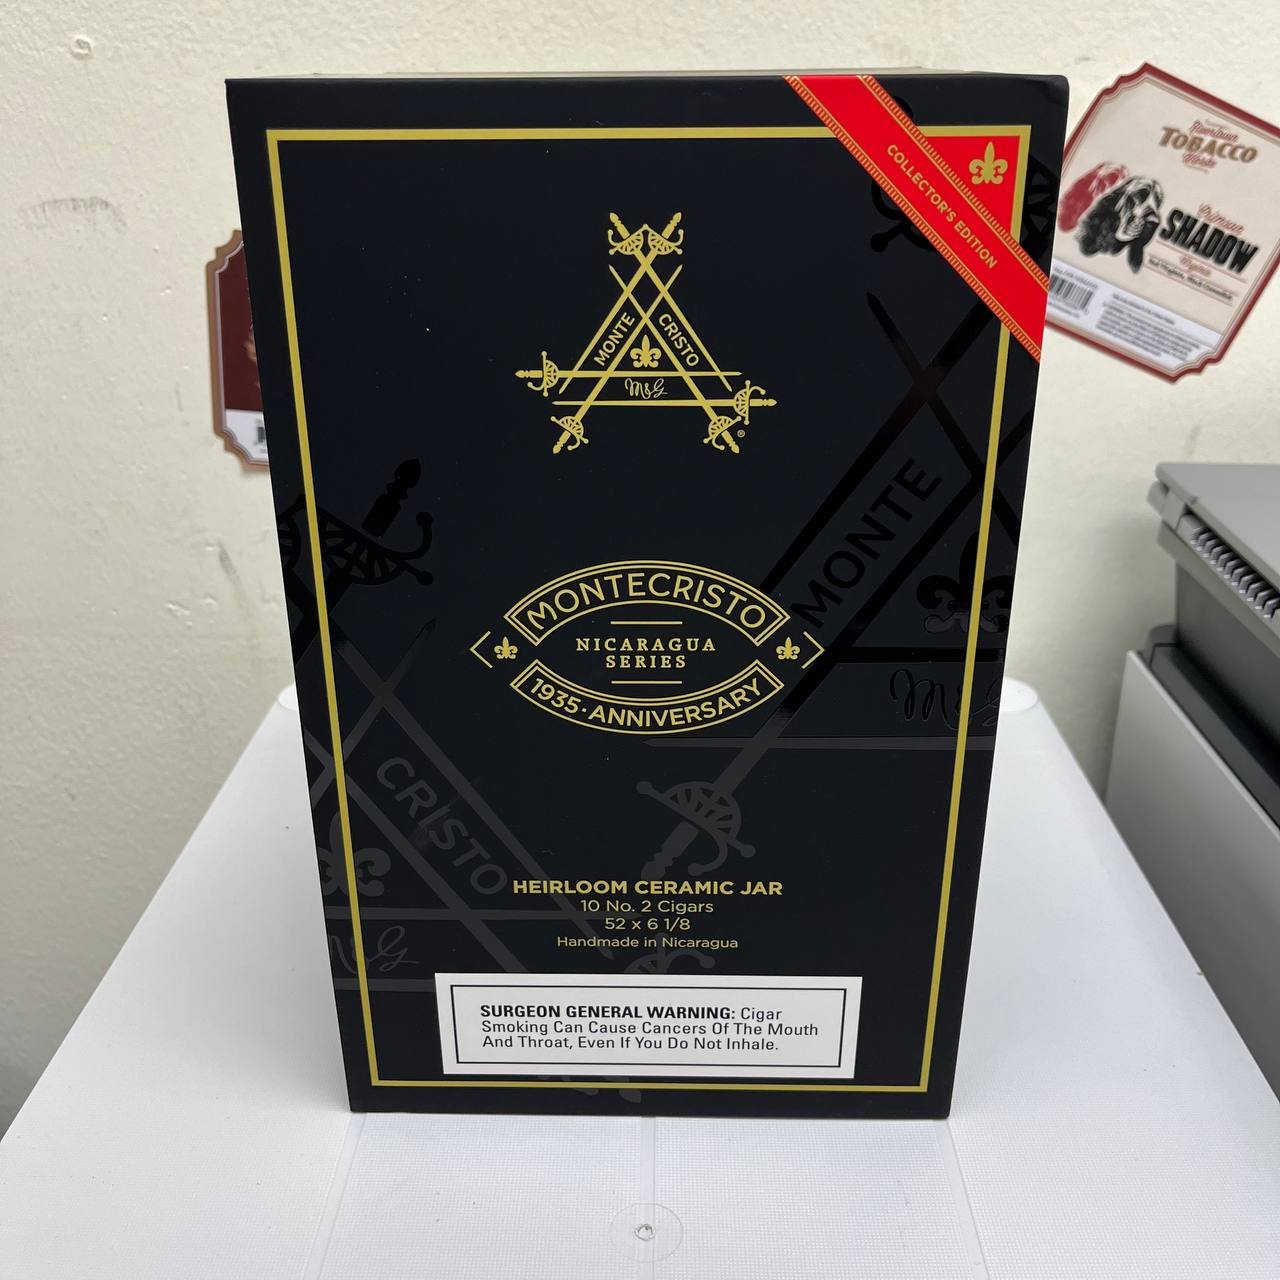 COLLECTOR'S EDITION
MONTE CRISTO
M&G
®
MONTECRISTO
NICARAGUA
SERIES
1935 · ANNIVERSARY
HEIRLOOM CERAMIC JAR
10 No. 2 Cigars
52 x 6 1/8
Handmade in Nicaragua
SURGEON GENERAL WARNING: Cigar
Smoking Can Cause Cancers Of The Mouth
And Throat, Even If You Do Not Inhale.
MONTE
CRISTO
M&G
M&G
TOBACCO
Works
Crimson
SHADOW